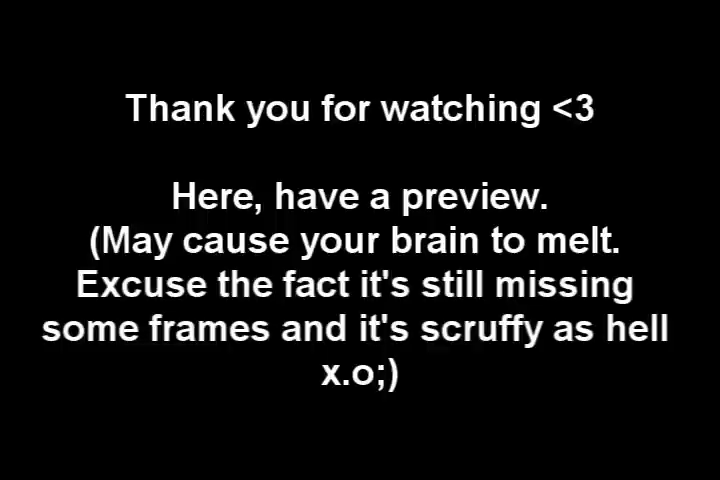 Thank you for watching <3
Here, have a preview.
(May cause your brain to melt.
Excuse the fact it's still missing
some frames and it's scruffy as hell
x.o;)